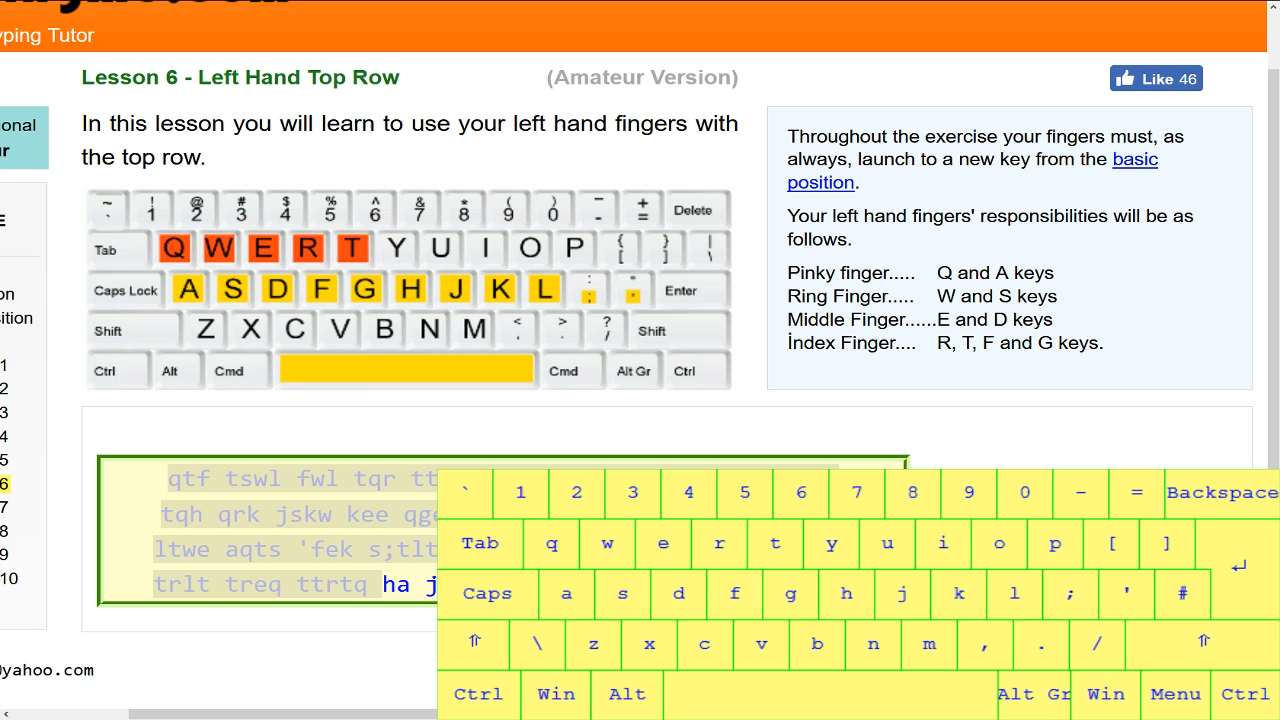 yping Tutor
Lesson 6 - Left Hand Top Row
(Amateur Version)
Like 46
onal
r
In this lesson you will learn to use your left hand fingers with
the top row.
Throughout the exercise your fingers must, as
always, launch to a new key from the basic
position.
Your left hand fingers' responsibilities will be as
follows.
Pinky finger..... Q and A keys
Ring Finger..... W and S keys
Middle Finger......E and D keys
İndex Finger.... R, T, F and G keys.
~ ` ! 1 @ 2 # 3 $ 4 % 5 ^ 6 & 7 * 8 ( 9 ) 0 _ - + = Delete
Tab Q W E R T Y U I O P { [ } ] | \
Caps Lock A S D F G H J K L : ; " ' Enter
Shift Z X C V B N M < , > . ? / Shift
Ctrl Alt Cmd Cmd Alt Gr Ctrl
E
on
sition
1
2
3
4
5
6
7
8
9
10
qtf tswl fwl tqr tt
tqh qrk jskw kee qge
ltwe aqts 'fek s;tlt
trlt treq ttrtq ha j
` 1 2 3 4 5 6 7 8 9 0 - = Backspace
Tab q w e r t y u i o p [ ] ↵
Caps a s d f g h j k l ; ' #
⇧ \ z x c v b n m , . / ⇧
Ctrl Win Alt Alt Gr Win Menu Ctrl
@yahoo.com